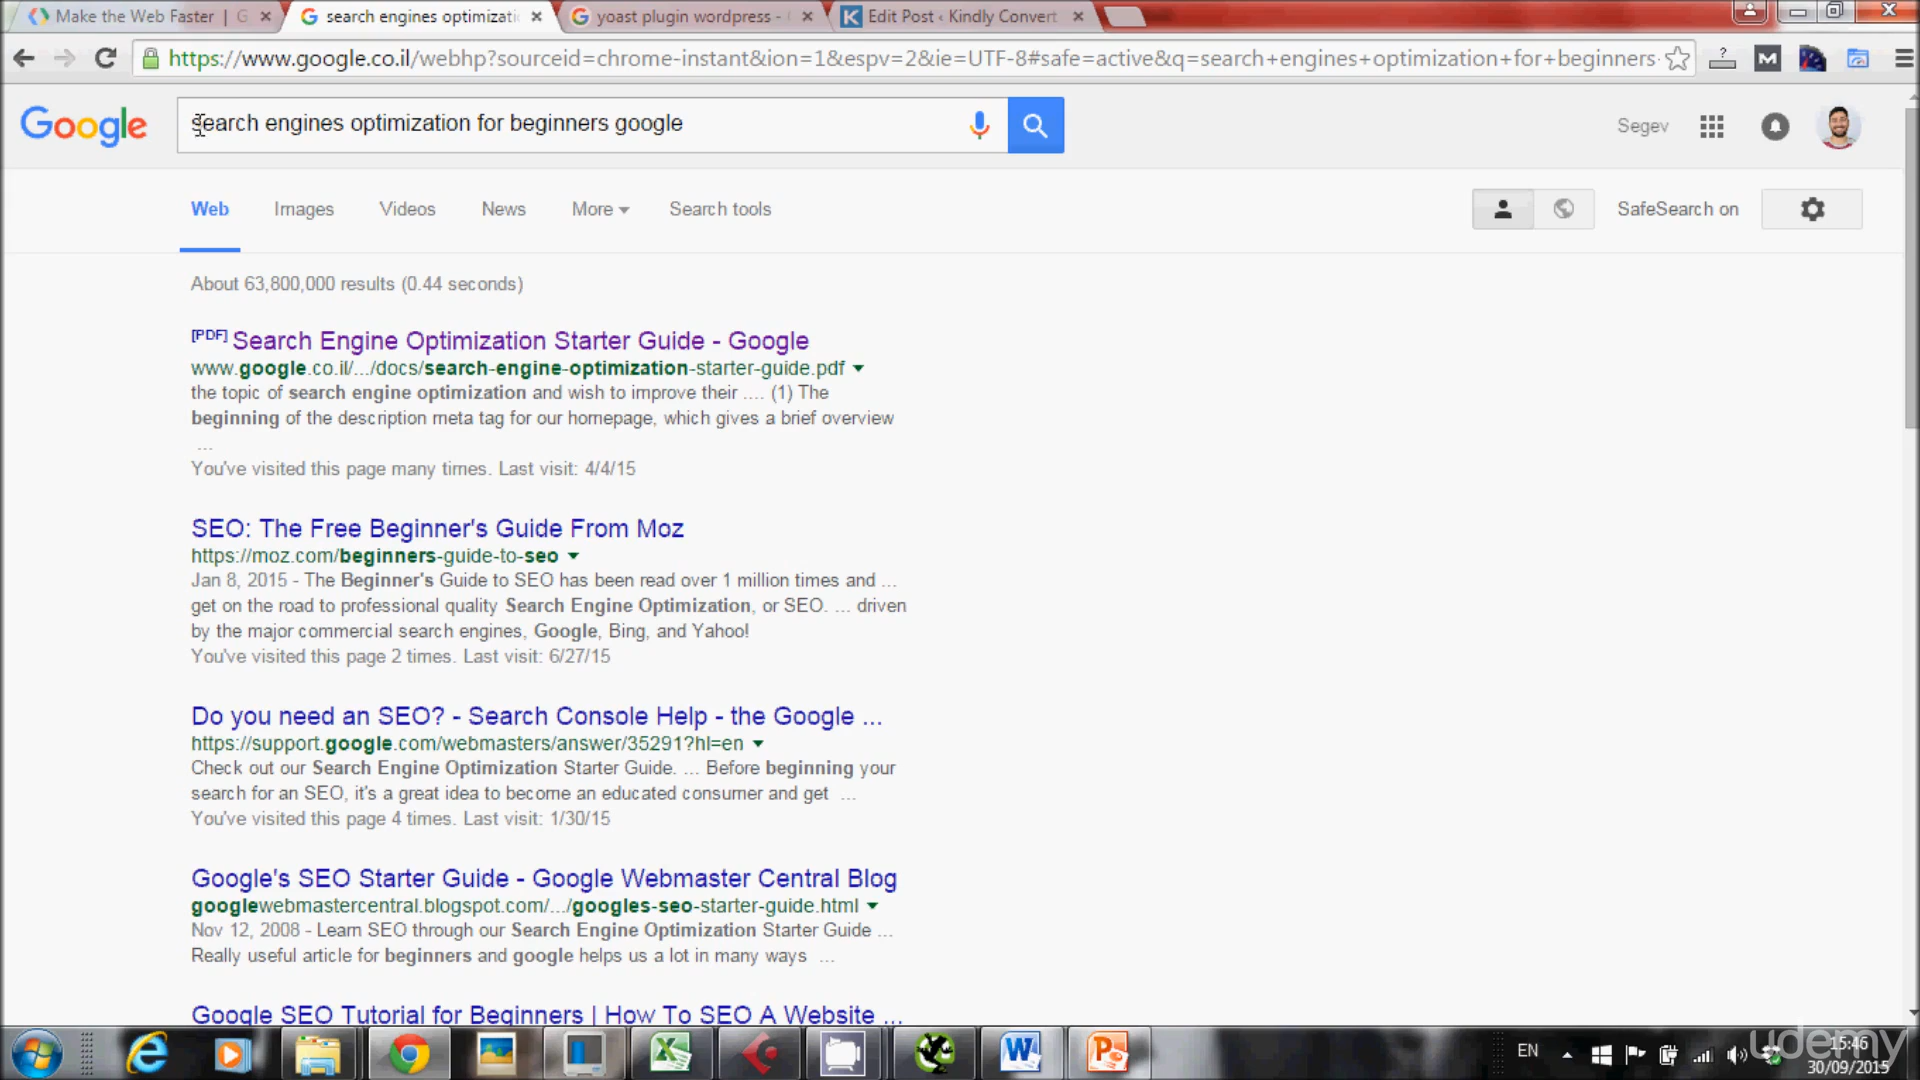 Make the Web Faster | G
search engines optimizatio
yoast plugin wordpress -
Edit Post ‹ Kindly Convert
https://www.google.co.il/webhp?sourceid=chrome-instant&ion=1&espv=2&ie=UTF-8#safe=active&q=search+engines+optimization+for+beginners
Google
search engines optimization for beginners google
Segev
Web
Images
Videos
News
More
Search tools
SafeSearch on
About 63,800,000 results (0.44 seconds)
[PDF] Search Engine Optimization Starter Guide - Google
www.google.co.il/.../docs/search-engine-optimization-starter-guide.pdf
the topic of search engine optimization and wish to improve their .... (1) The
beginning of the description meta tag for our homepage, which gives a brief overview
...
You've visited this page many times. Last visit: 4/4/15
SEO: The Free Beginner's Guide From Moz
https://moz.com/beginners-guide-to-seo
Jan 8, 2015 - The Beginner's Guide to SEO has been read over 1 million times and ...
get on the road to professional quality Search Engine Optimization, or SEO. ... driven
by the major commercial search engines, Google, Bing, and Yahoo!
You've visited this page 2 times. Last visit: 6/27/15
Do you need an SEO? - Search Console Help - the Google ...
https://support.google.com/webmasters/answer/35291?hl=en
Check out our Search Engine Optimization Starter Guide. ... Before beginning your
search for an SEO, it's a great idea to become an educated consumer and get ...
You've visited this page 4 times. Last visit: 1/30/15
Google's SEO Starter Guide - Google Webmaster Central Blog
googlewebmastercentral.blogspot.com/.../googles-seo-starter-guide.html
Nov 12, 2008 - Learn SEO through our Search Engine Optimization Starter Guide ...
Really useful article for beginners and google helps us a lot in many ways ...
Google SEO Tutorial for Beginners | How To SEO A Website ...
EN
udemy
15:46
30/09/2015